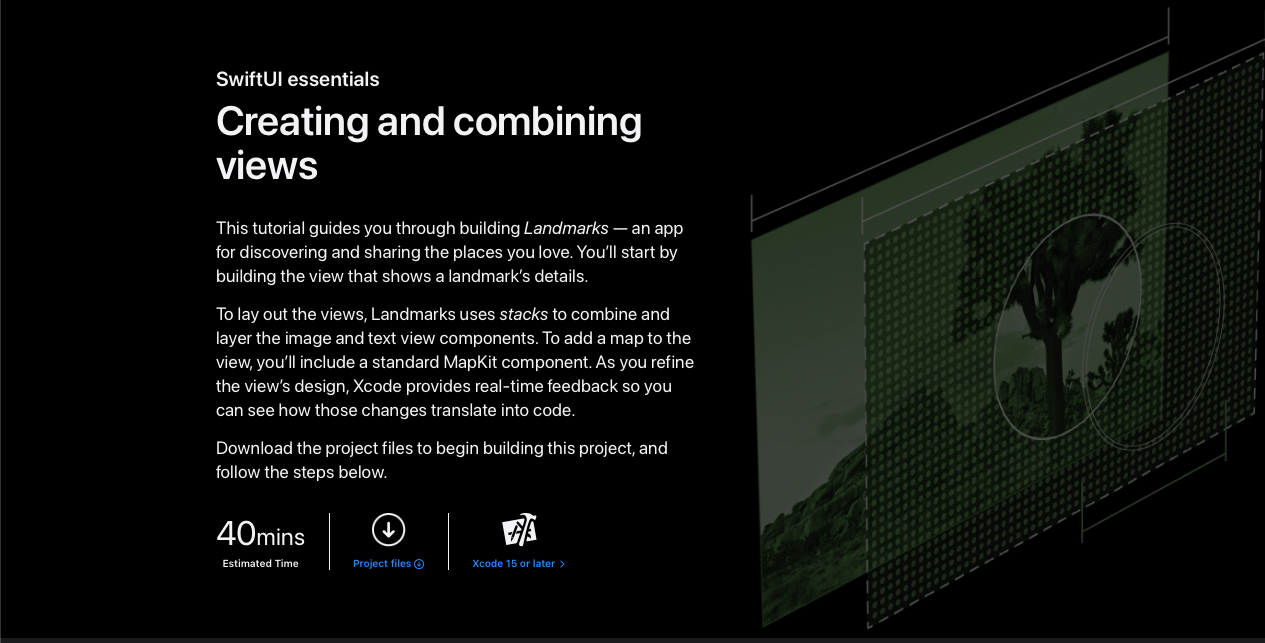 SwiftUI essentials
Creating and combining
views
This tutorial guides you through building Landmarks — an app
for discovering and sharing the places you love. You’ll start by
building the view that shows a landmark’s details.
To lay out the views, Landmarks uses stacks to combine and
layer the image and text view components. To add a map to the
view, you’ll include a standard MapKit component. As you refine
the view’s design, Xcode provides real-time feedback so you
can see how those changes translate into code.
Download the project files to begin building this project, and
follow the steps below.
40mins
Estimated Time
Project files
Xcode 15 or later